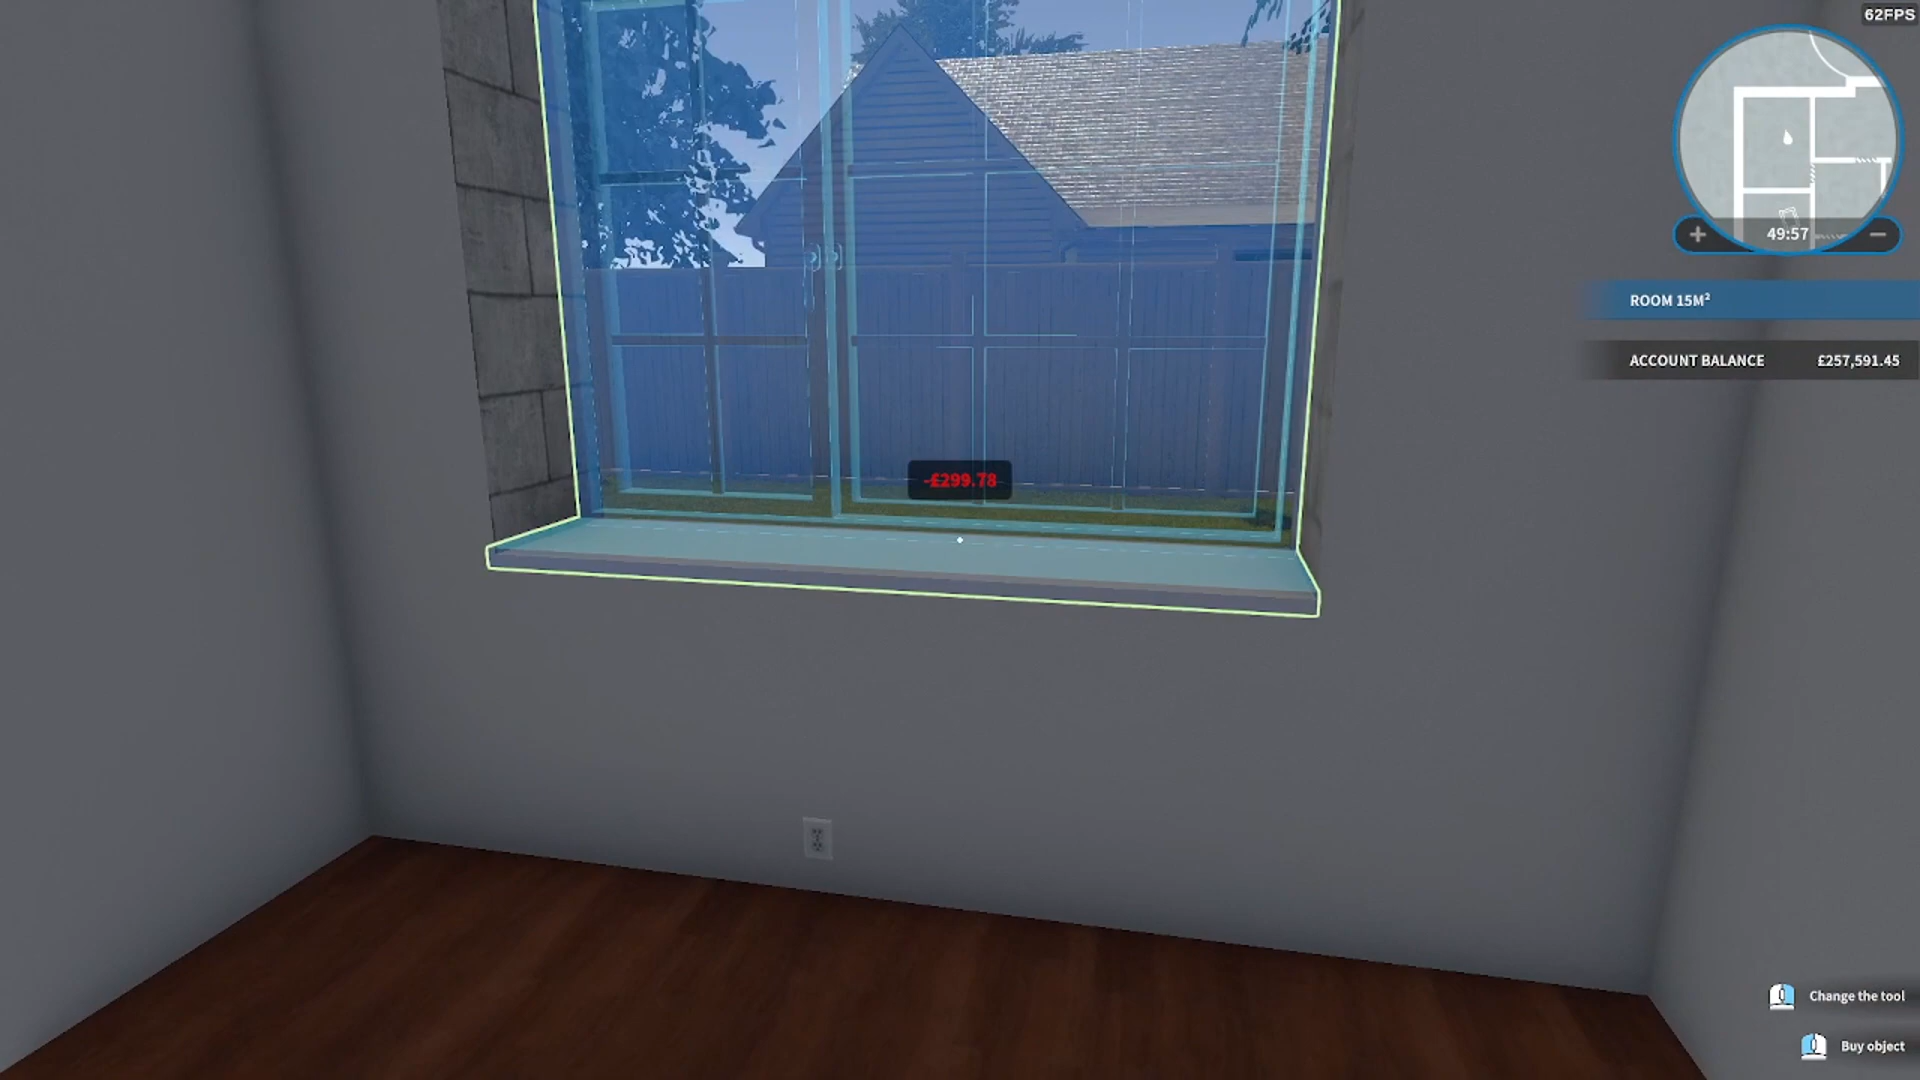 62FPS
49:57
ROOM 15M²
ACCOUNT BALANCE £257,591.45
-£299.78
Change the tool
Buy object